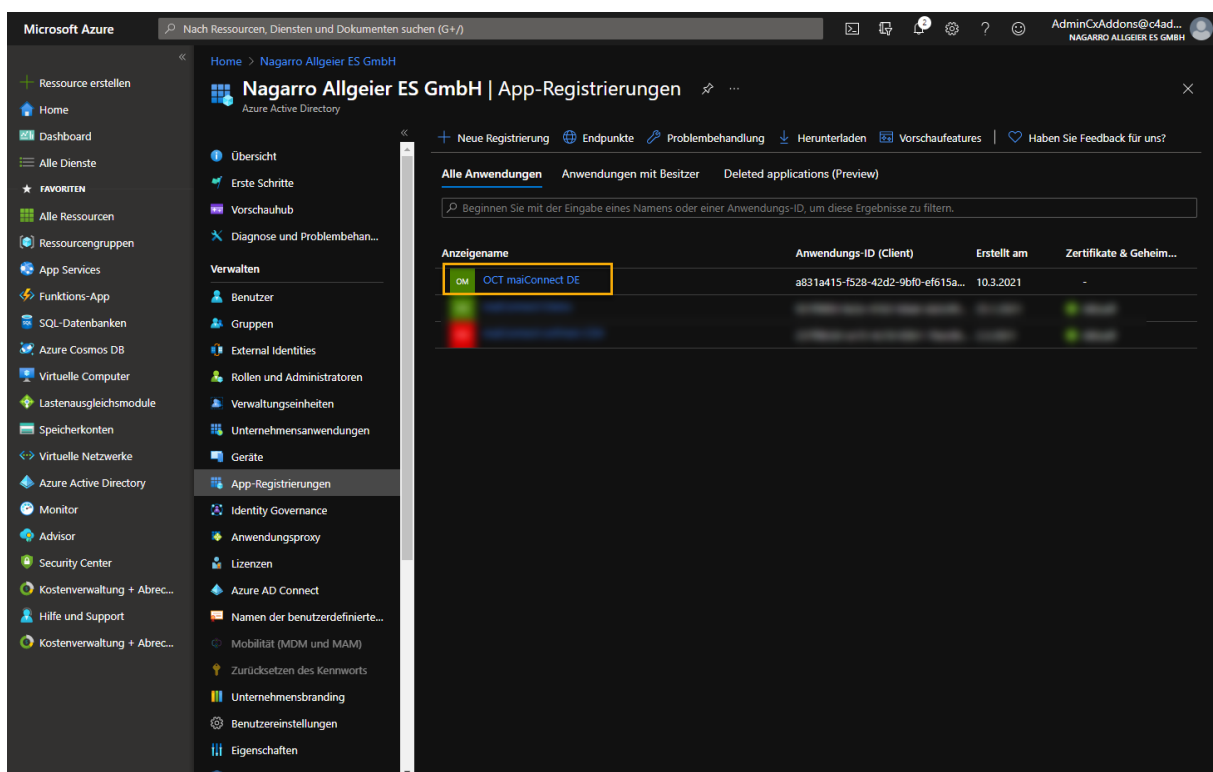 Microsoft Azure
Nach Ressourcen, Diensten und Dokumenten suchen (G+/)
2
AdminCxAddons@c4ad...
NAGARRO ALLGEIER ES GMBH
Ressource erstellen
Home
Dashboard
Alle Dienste
FAVORITEN
Alle Ressourcen
Ressourcengruppen
App Services
Funktions-App
SQL-Datenbanken
Azure Cosmos DB
Virtuelle Computer
Lastenausgleichsmodule
Speicherkonten
Virtuelle Netzwerke
Azure Active Directory
Monitor
Advisor
Security Center
Kostenverwaltung + Abrec...
Hilfe und Support
Kostenverwaltung + Abrec...
Home > Nagarro Allgeier ES GmbH
Nagarro Allgeier ES GmbH | App-Registrierungen
Azure Active Directory
Übersicht
Erste Schritte
Vorschauhub
Diagnose und Problembehan...
Verwalten
Benutzer
Gruppen
External Identities
Rollen und Administratoren
Verwaltungseinheiten
Unternehmensanwendungen
Geräte
App-Registrierungen
Identity Governance
Anwendungsproxy
Lizenzen
Azure AD Connect
Namen der benutzerdefinierte...
Mobilität (MDM und MAM)
Zurücksetzen des Kennworts
Unternehmensbranding
Benutzereinstellungen
Eigenschaften
Neue Registrierung Endpunkte Problembehandlung Herunterladen Vorschaufeatures | Haben Sie Feedback für uns?
Alle Anwendungen Anwendungen mit Besitzer Deleted applications (Preview)
Beginnen Sie mit der Eingabe eines Namens oder einer Anwendungs-ID, um diese Ergebnisse zu filtern.
Anzeigename Anwendungs-ID (Client) Erstellt am Zertifikate & Geheim...
OM OCT maiConnect DE a831a415-f528-42d2-9bf0-ef615a... 10.3.2021 -